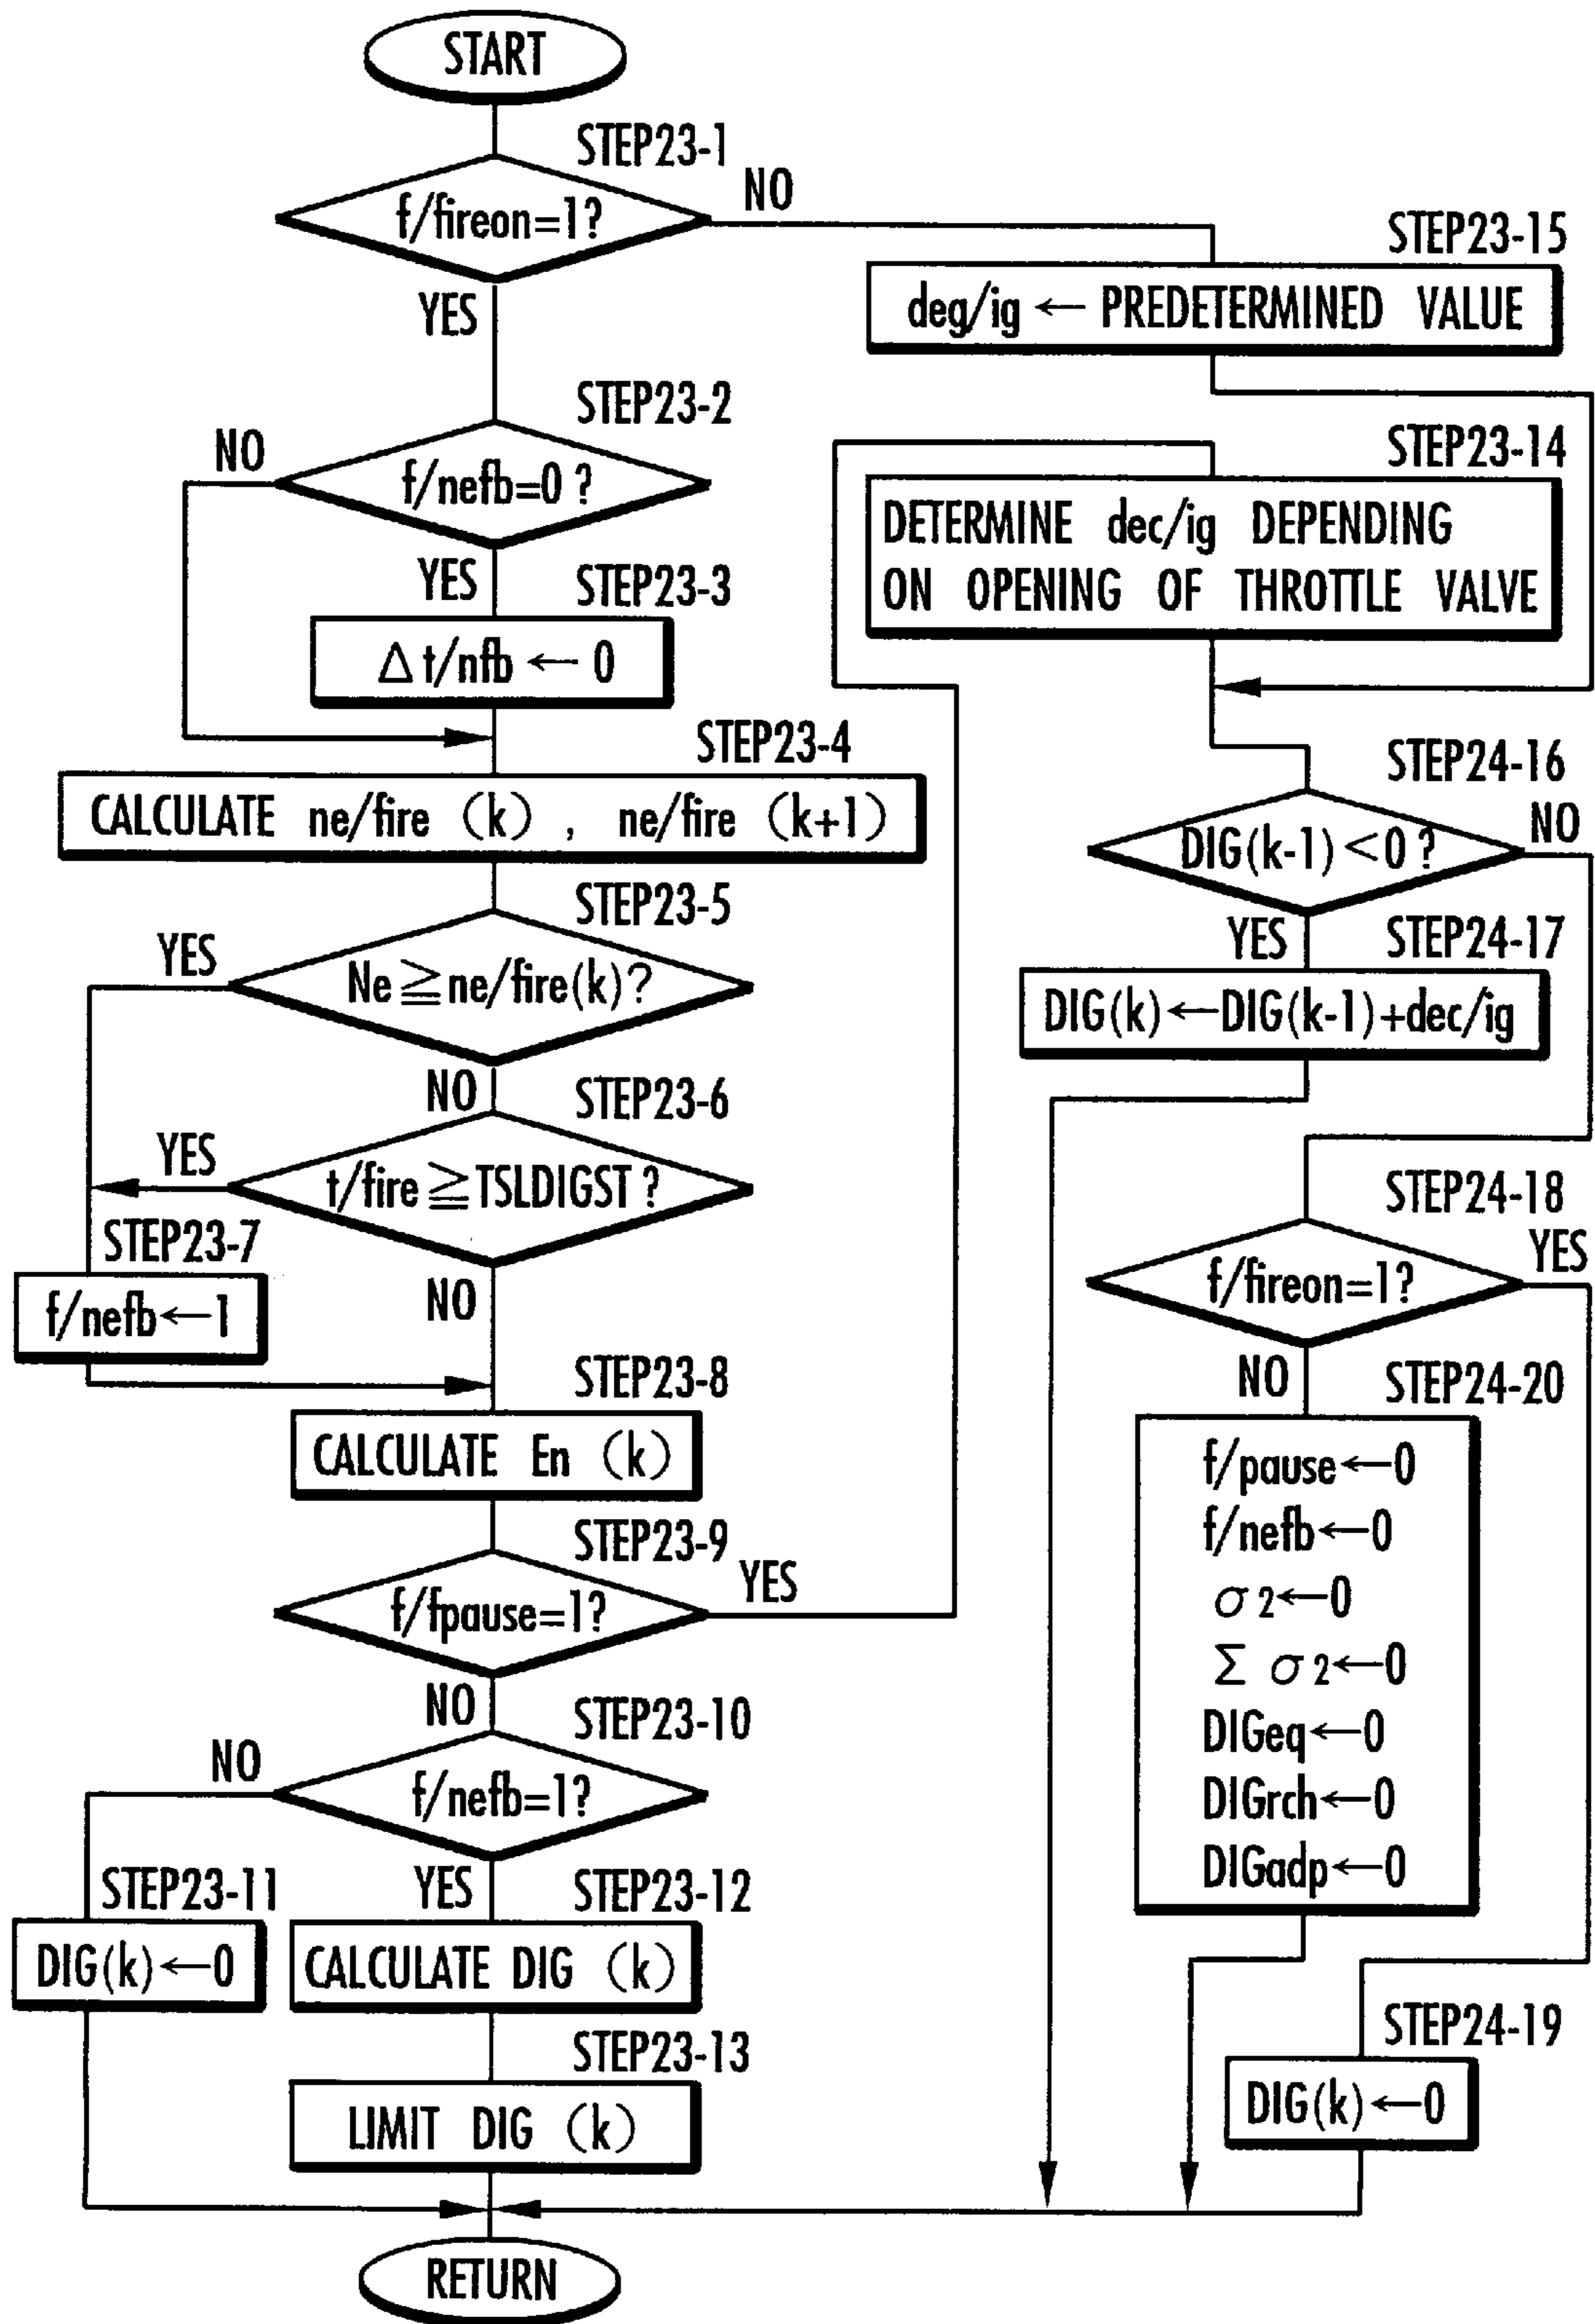 START
STEP23-1
f/fireon=1?
NO
YES
STEP23-15
deg/ig ← PREDETERMINED VALUE
STEP23-2
NO
f/nefb=0 ?
YES
STEP23-3
Δ t/nfb ← 0
STEP23-14
DETERMINE dec/ig DEPENDING
ON OPENING OF THROTTLE VALVE
STEP23-4
CALCULATE ne/fire (k) , ne/fire (k+1)
STEP23-5
YES
Ne ≧ ne/fire(k)?
NO
STEP23-6
YES
t/fire ≧ TSLDIGST ?
STEP23-7
NO
f/nefb←1
STEP23-8
CALCULATE En (k)
STEP23-9
YES
f/fpause=1?
NO
STEP23-10
NO
f/nefb=1?
STEP23-11
YES
STEP23-12
DIG(k)←0
CALCULATE DIG (k)
STEP23-13
LIMIT DIG (k)
STEP24-16
NO
DIG(k-1) <0 ?
YES
STEP24-17
DIG(k)←DIG(k-1)+dec/ig
STEP24-18
YES
f/fireon=1?
NO
STEP24-20
f/pause←0
f/nefb←0
σ 2←0
Σ σ 2←0
DIGeq←0
DIGrch←0
DIGadp←0
STEP24-19
DIG(k)←0
RETURN